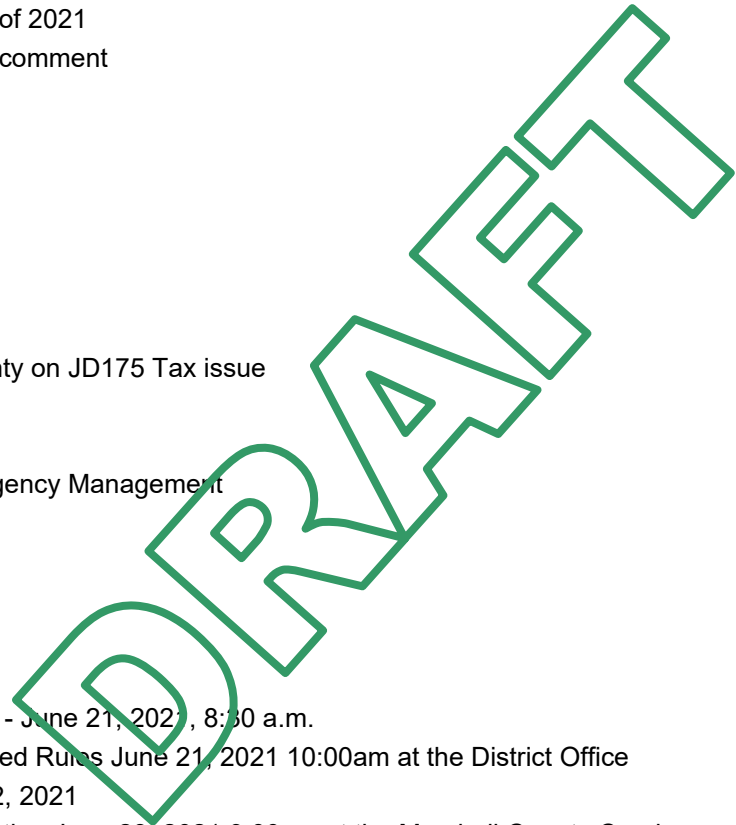 of 2021
comment
nty on JD175 Tax issue
gency Management
- June 21, 2021, 8:30 a.m.
ed Rules June 21, 2021 10:00am at the District Office
2, 2021
DRAFT